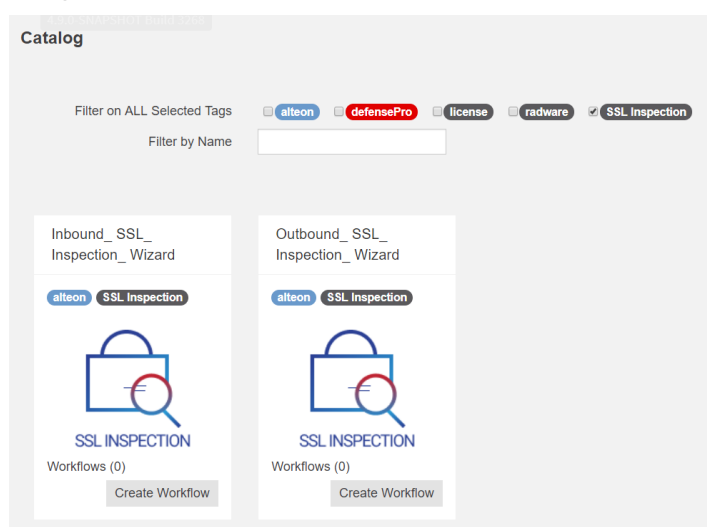 Catalog
Filter on ALL Selected Tags alteon defensePro license radware SSL Inspection
Filter by Name
Inbound_ SSL_
Inspection_ Wizard
alteon SSL Inspection
SSL INSPECTION
Workflows (0)
Create Workflow
Outbound_ SSL_
Inspection_ Wizard
alteon SSL Inspection
SSL INSPECTION
Workflows (0)
Create Workflow